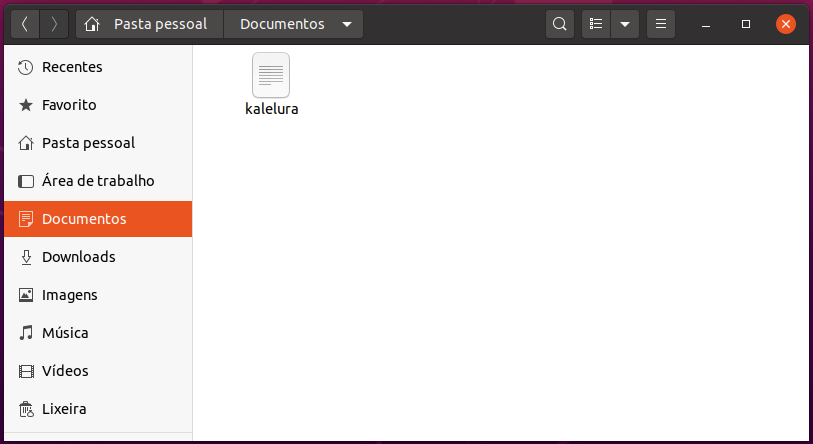 Pasta pessoal Documentos
Recentes
Favorito
Pasta pessoal
Área de trabalho
Documentos
Downloads
Imagens
Música
Vídeos
Lixeira
kalelura